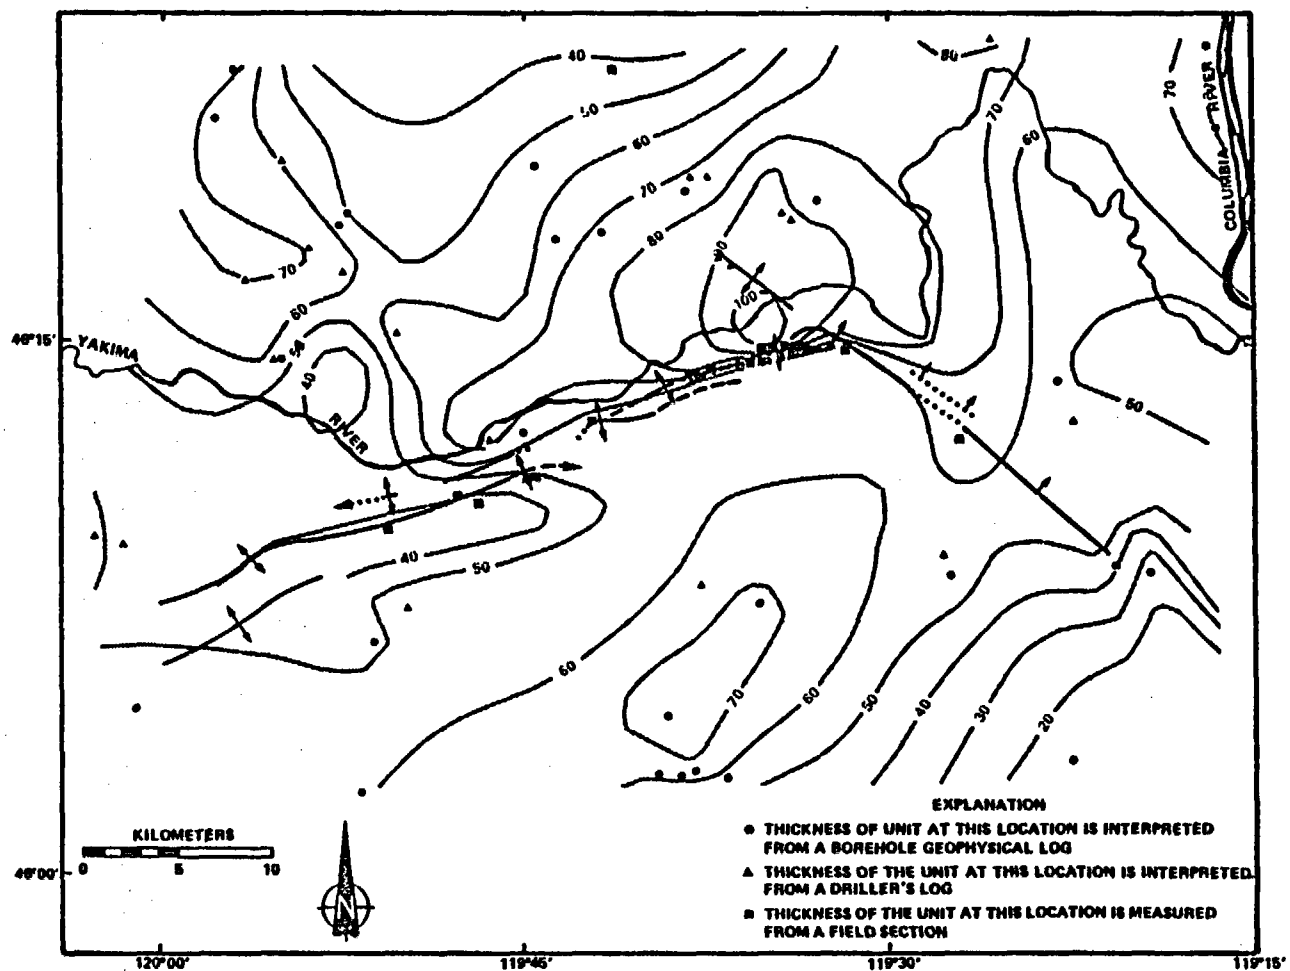 40
80
70
COLUMBIA RIVER
50
70
60
60
70
80
90
70
100
60
46°15'
YAKIMA
50
40
50
RIVER
40
50
60
70
60
50
40
30
20
EXPLANATION
THICKNESS OF UNIT AT THIS LOCATION IS INTERPRETED
FROM A BOREHOLE GEOPHYSICAL LOG
THICKNESS OF THE UNIT AT THIS LOCATION IS INTERPRETED
FROM A DRILLER'S LOG
THICKNESS OF THE UNIT AT THIS LOCATION IS MEASURED
FROM A FIELD SECTION
KILOMETERS
0 5 10
46°00'
N
120°00' 119°45' 119°30' 119°15'